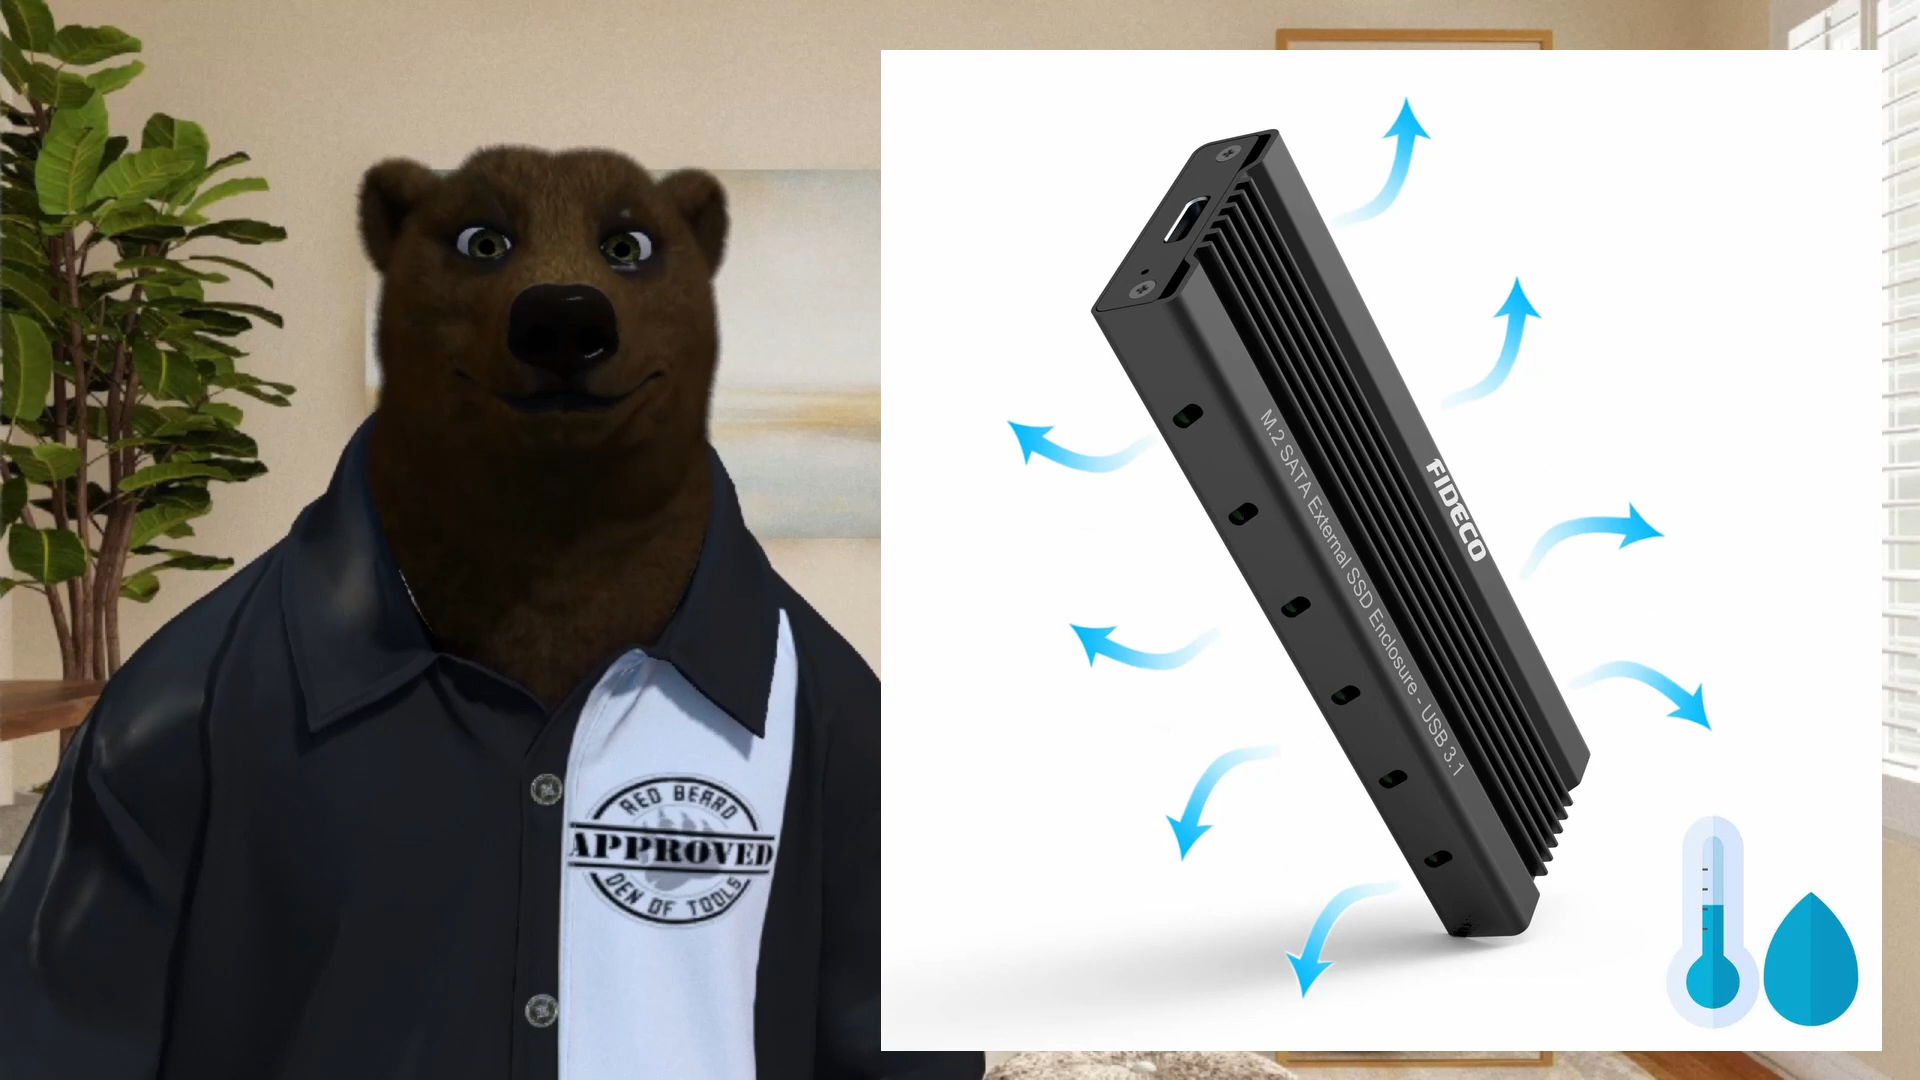 RED BEARD
APPROVED
DEN OF TOOLS
M.2 SATA External SSD Enclosure - USB 3.1
FIDECO